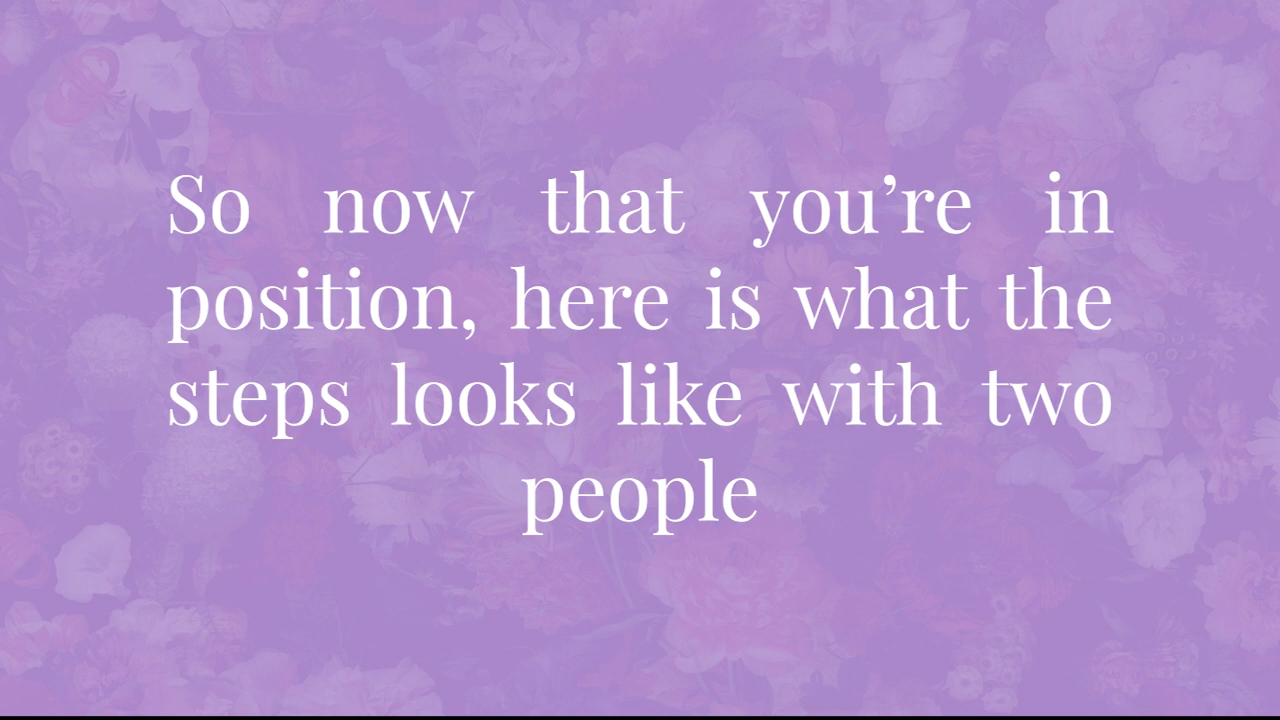 So now that you’re in
position, here is what the
steps looks like with two
people